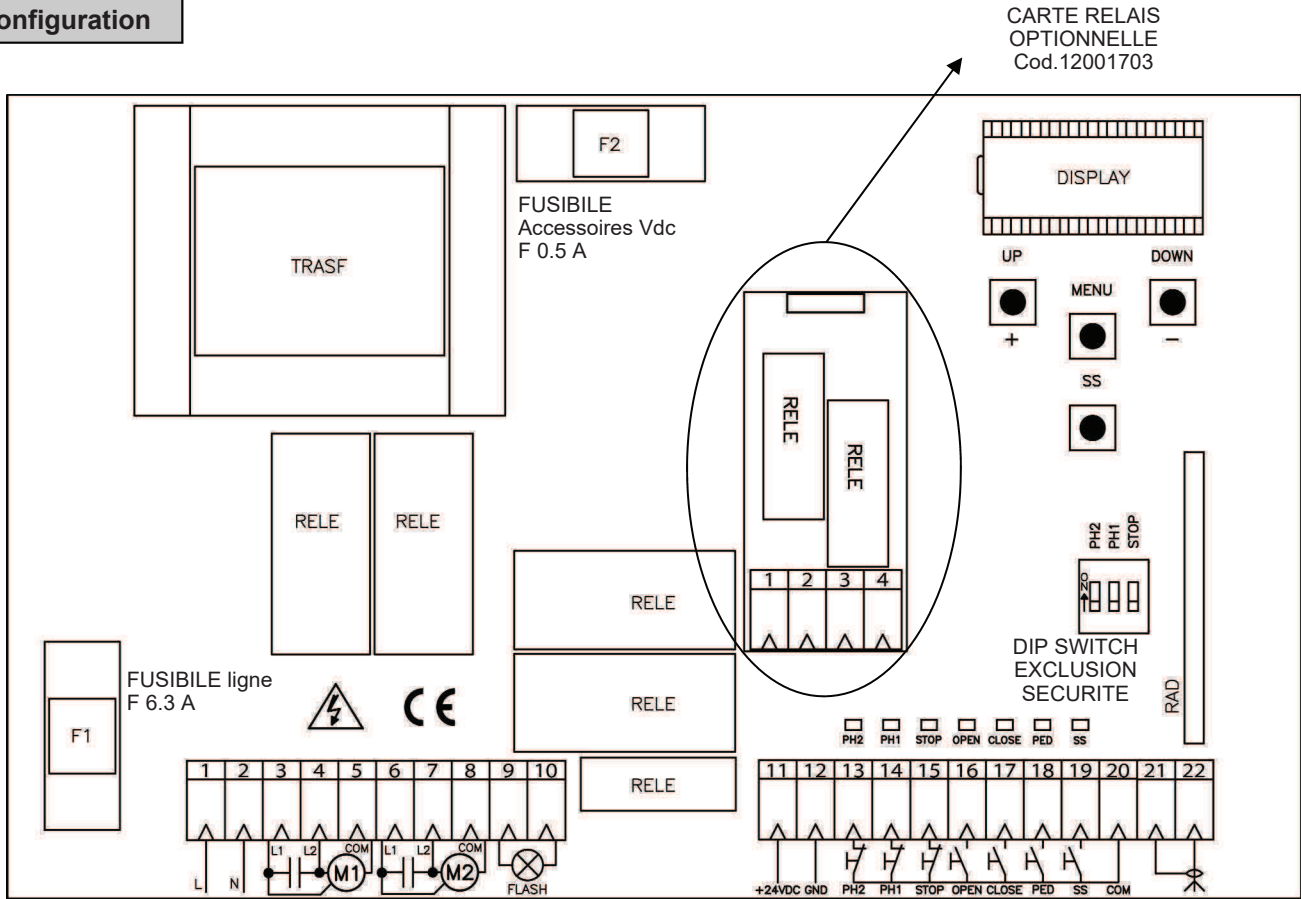 onfiguration
CARTE RELAIS
OPTIONNELLE
Cod.12001703
F2
FUSIBILE
Accessoires Vdc
F 0.5 A
TRASF
DISPLAY
UP
DOWN
MENU
+
–
SS
RELE
RELE
RELE
RELE
1 2 3 4
RELE
RELE
RELE
PH2
PH1
STOP
ON
DIP SWITCH
EXCLUSION
SECURITE
RAD
FUSIBILE ligne
F 6.3 A
F1
CE
PH2 PH1 STOP OPEN CLOSE PED SS
1 2 3 4 5 6 7 8 9 10
11 12 13 14 15 16 17 18 19 20 21 22
L1 L2 COM L1 L2 COM
M1 M2
L N FLASH
+24VDC GND PH2 PH1 STOP OPEN CLOSE PED SS COM